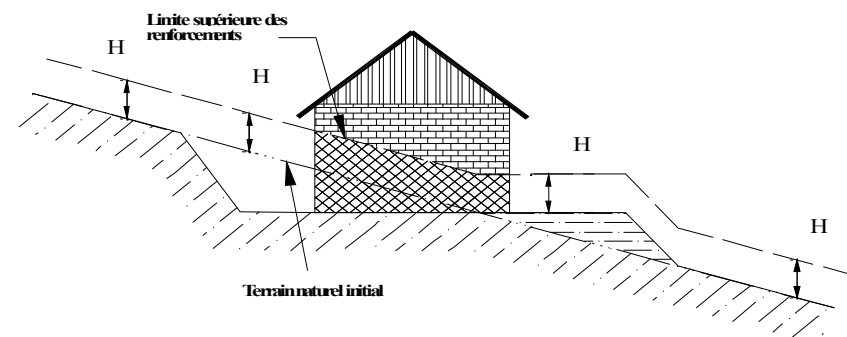 Limite supérieure des
renforcements
H
H
H
H
Terrain naturel initial